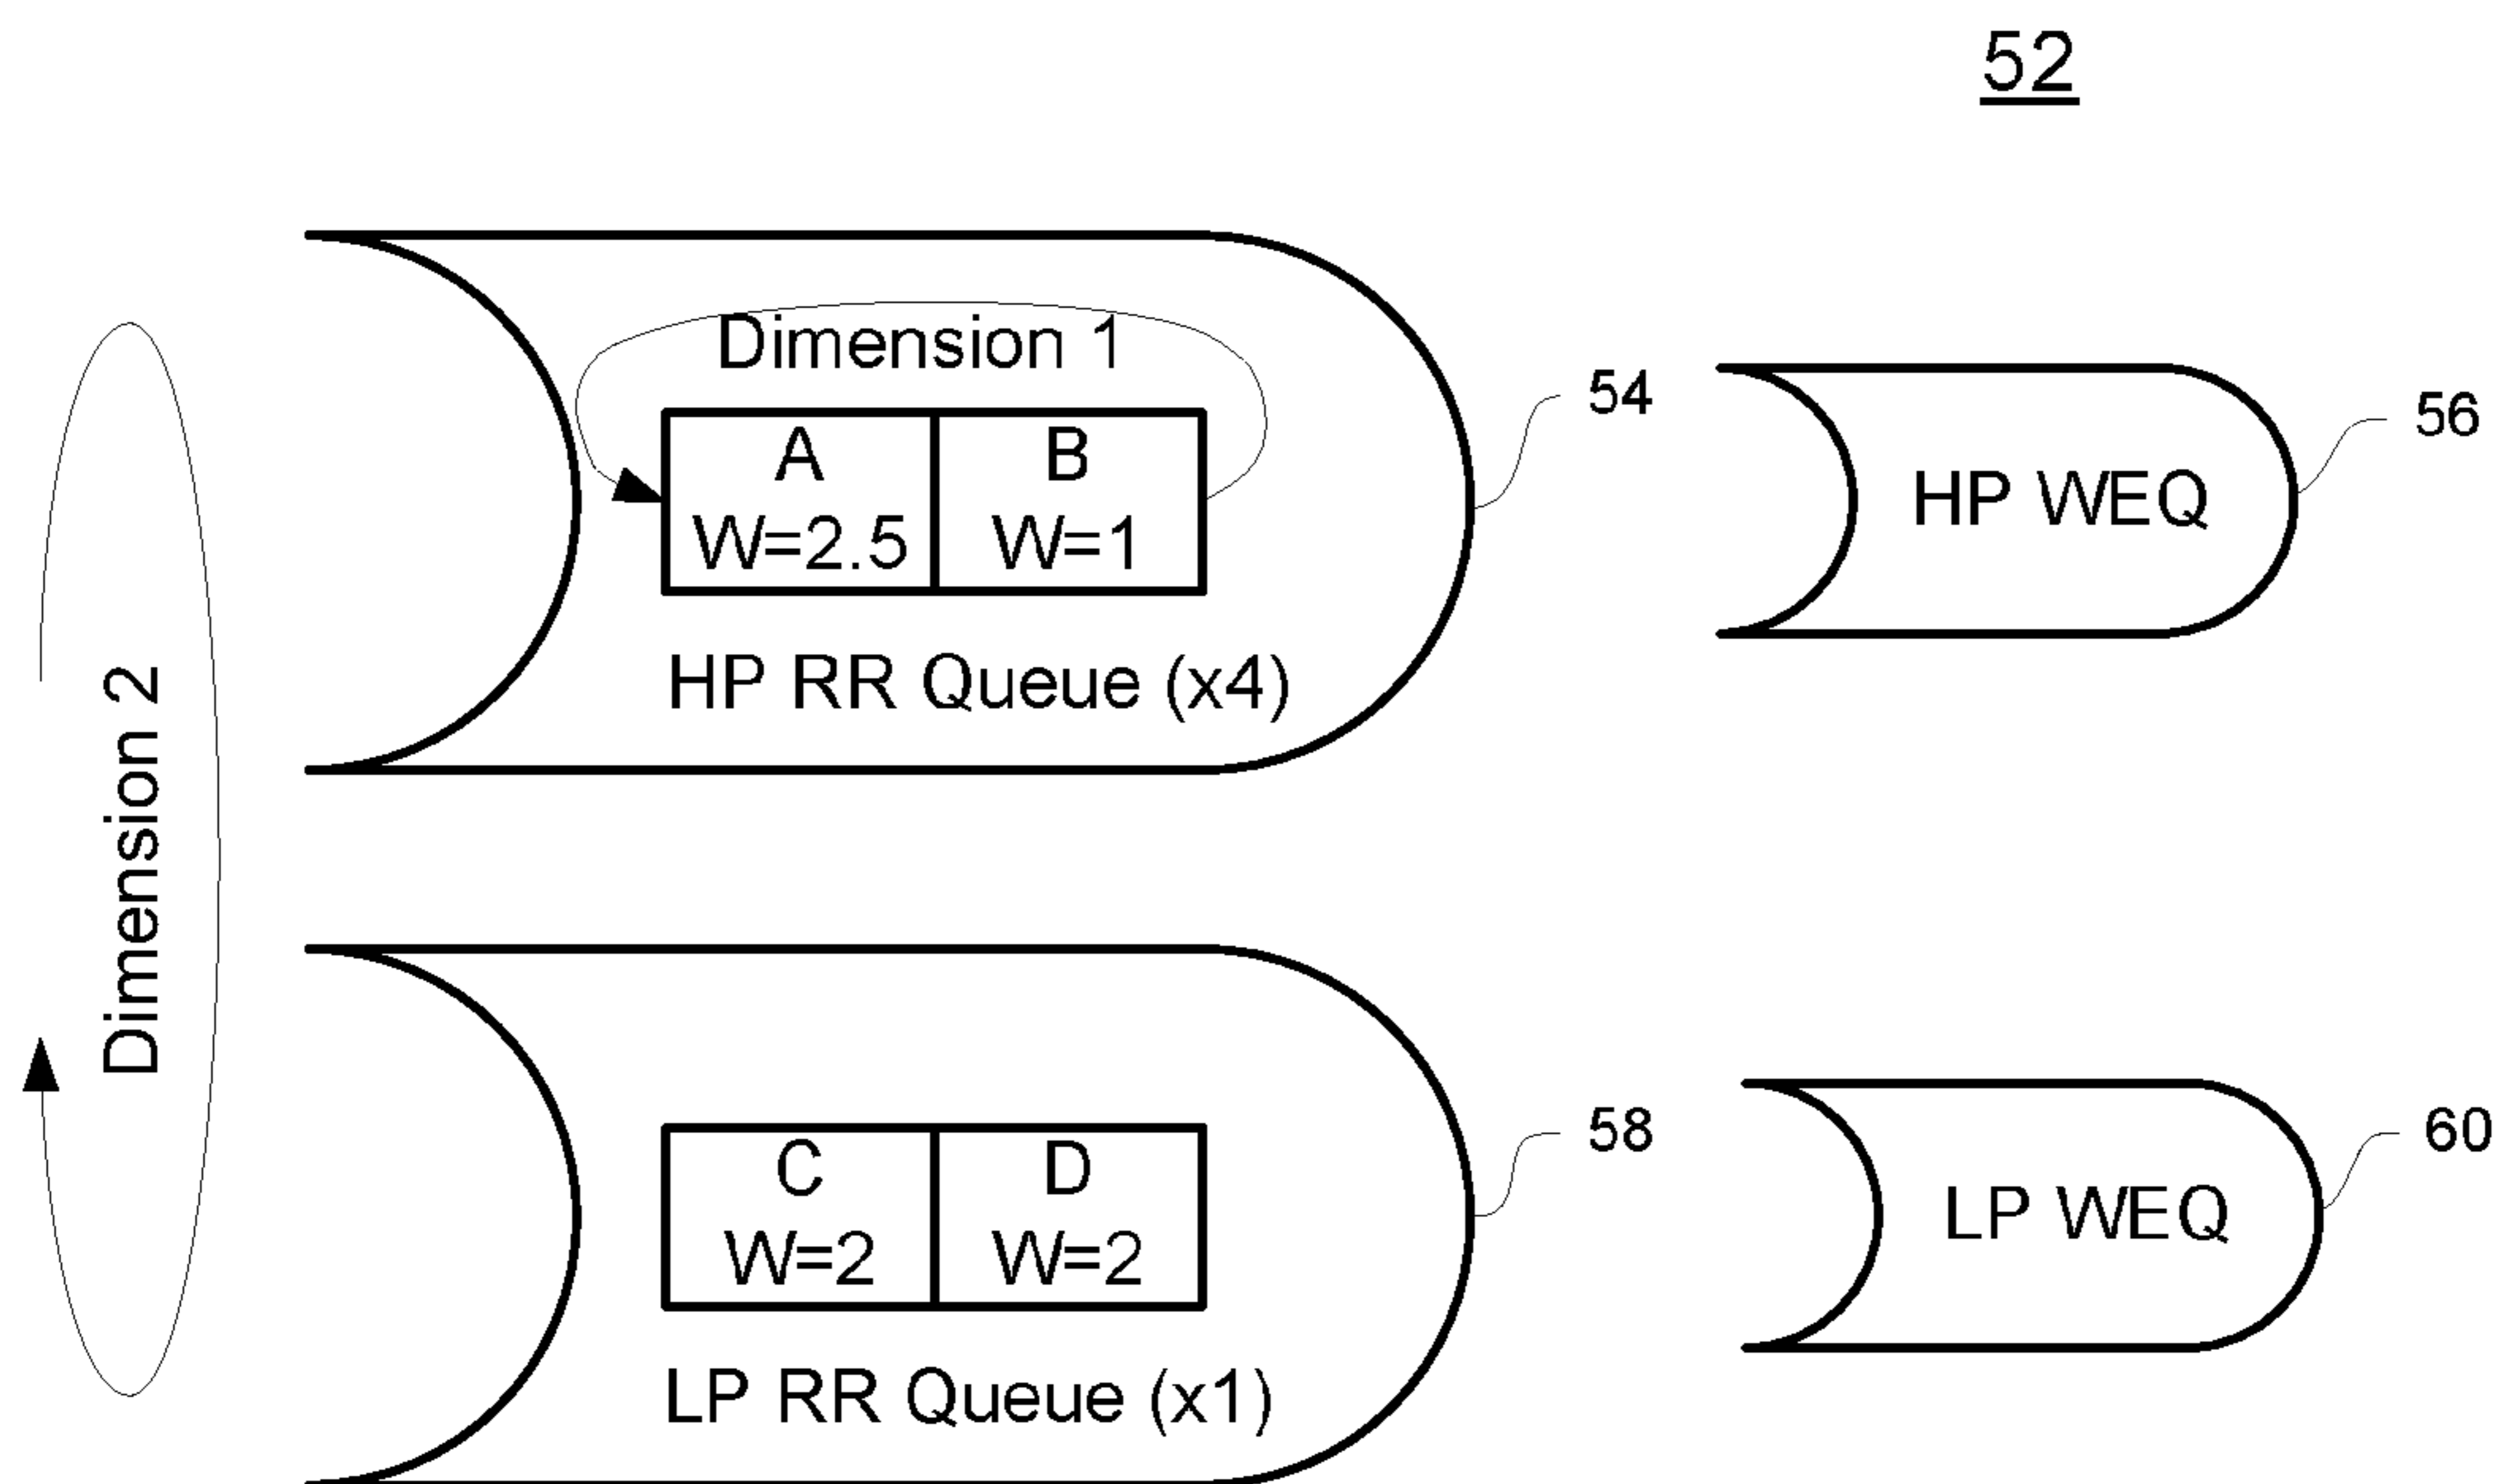 52
Dimension 1
A
W=2.5
B
W=1
HP RR Queue (x4)
54
HP WEQ
56
Dimension 2
C
W=2
D
W=2
LP RR Queue (x1)
58
LP WEQ
60